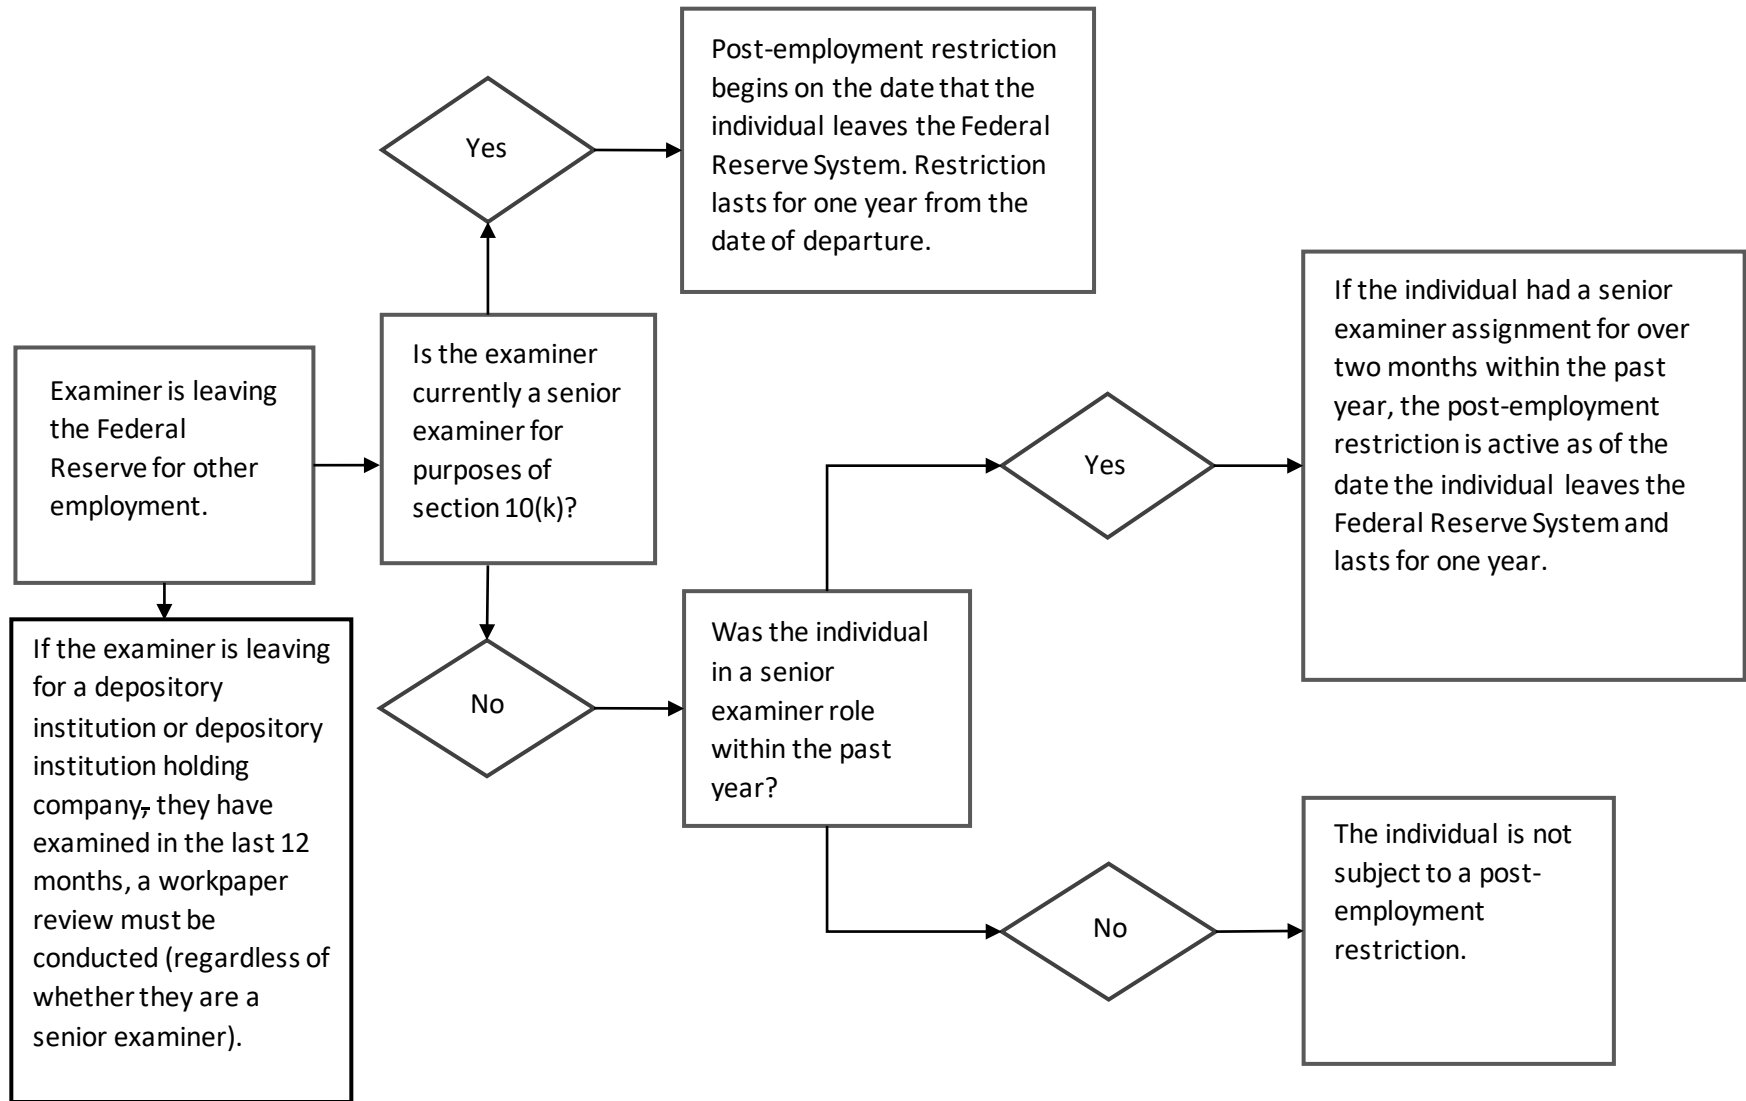 Examiner is leaving
the Federal
Reserve for other
employment.
If the examiner is leaving
for a depository
institution or depository
institution holding
company, they have
examined in the last 12
months, a workpaper
review must be
conducted (regardless of
whether they are a
senior examiner).
Is the examiner
currently a senior
examiner for
purposes of
section 10(k)?
Yes
Post-employment restriction
begins on the date that the
individual leaves the Federal
Reserve System. Restriction
lasts for one year from the
date of departure.
No
Was the individual
in a senior
examiner role
within the past
year?
Yes
If the individual had a senior
examiner assignment for over
two months within the past
year, the post-employment
restriction is active as of the
date the individual leaves the
Federal Reserve System and
lasts for one year.
No
The individual is not
subject to a post-
employment
restriction.